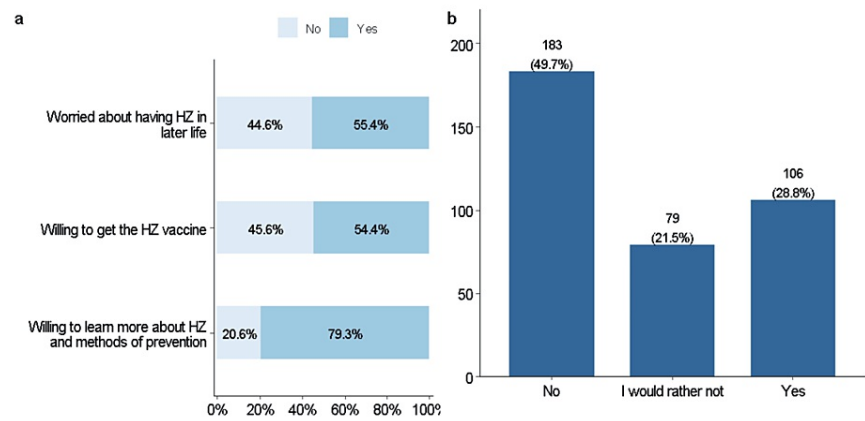 a
No Yes
Worried about having HZ in
later life
44.6% 55.4%
Willing to get the HZ vaccine
45.6% 54.4%
Willing to learn more about HZ
and methods of prevention
20.6% 79.3%
0% 20% 40% 60% 80% 100%
b
200
150
100
50
0
183
(49.7%)
79
(21.5%)
106
(28.8%)
No I would rather not Yes